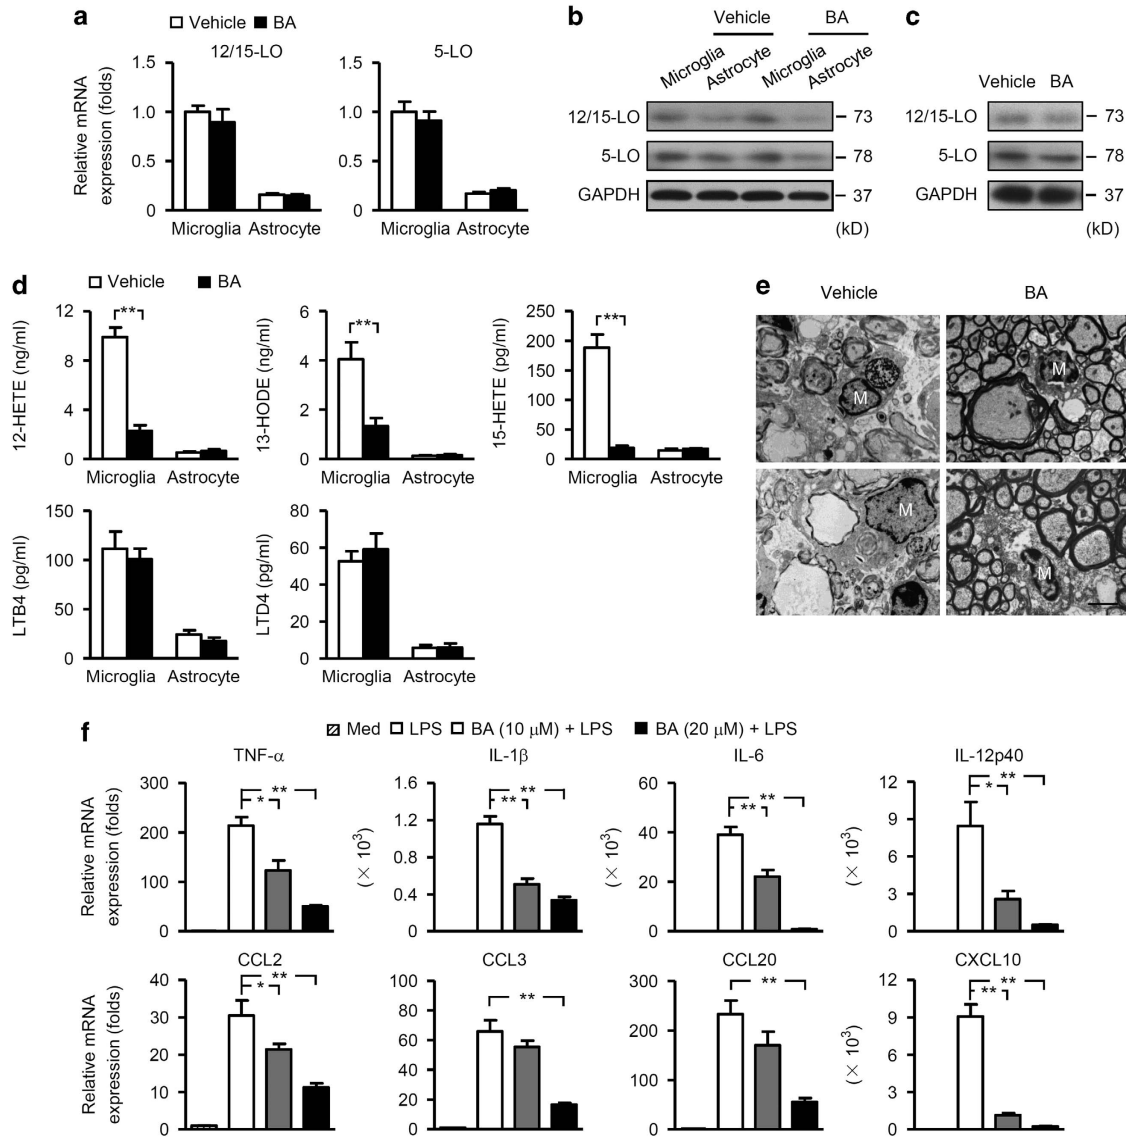 a
Vehicle BA
12/15-LO
5-LO
Relative mRNA
expression (folds)
1.5
1.0
0.5
0
Microglia Astrocyte
1.5
1.0
0.5
0
Microglia Astrocyte
b
Vehicle BA
Microglia Astrocyte Microglia Astrocyte
12/15-LO 73
5-LO 78
GAPDH 37
(kD)
c
Vehicle BA
12/15-LO 73
5-LO 78
GAPDH 37
(kD)
d
Vehicle BA
12-HETE (ng/ml)
12
8
4
0
**
Microglia Astrocyte
13-HODE (ng/ml)
6
4
2
0
**
Microglia Astrocyte
15-HETE (pg/ml)
250
200
150
100
50
0
**
Microglia Astrocyte
LTB4 (pg/ml)
150
100
50
0
Microglia Astrocyte
LTD4 (pg/ml)
80
60
40
20
0
Microglia Astrocyte
e
Vehicle BA
M
M
M
M
f
Med LPS BA (10 μM) + LPS BA (20 μM) + LPS
TNF-α
Relative mRNA
expression (folds)
300
200
100
0
**
*
IL-1β
(× 10³)
1.6
1.2
0.8
0.4
0
**
**
IL-6
(× 10³)
60
40
20
0
**
**
IL-12p40
(× 10³)
12
9
6
3
0
**
*
CCL2
Relative mRNA
expression (folds)
40
30
20
10
0
**
*
CCL3
100
80
60
40
20
0
**
CCL20
300
200
100
0
**
CXCL10
(× 10³)
12
9
6
3
0
**
**